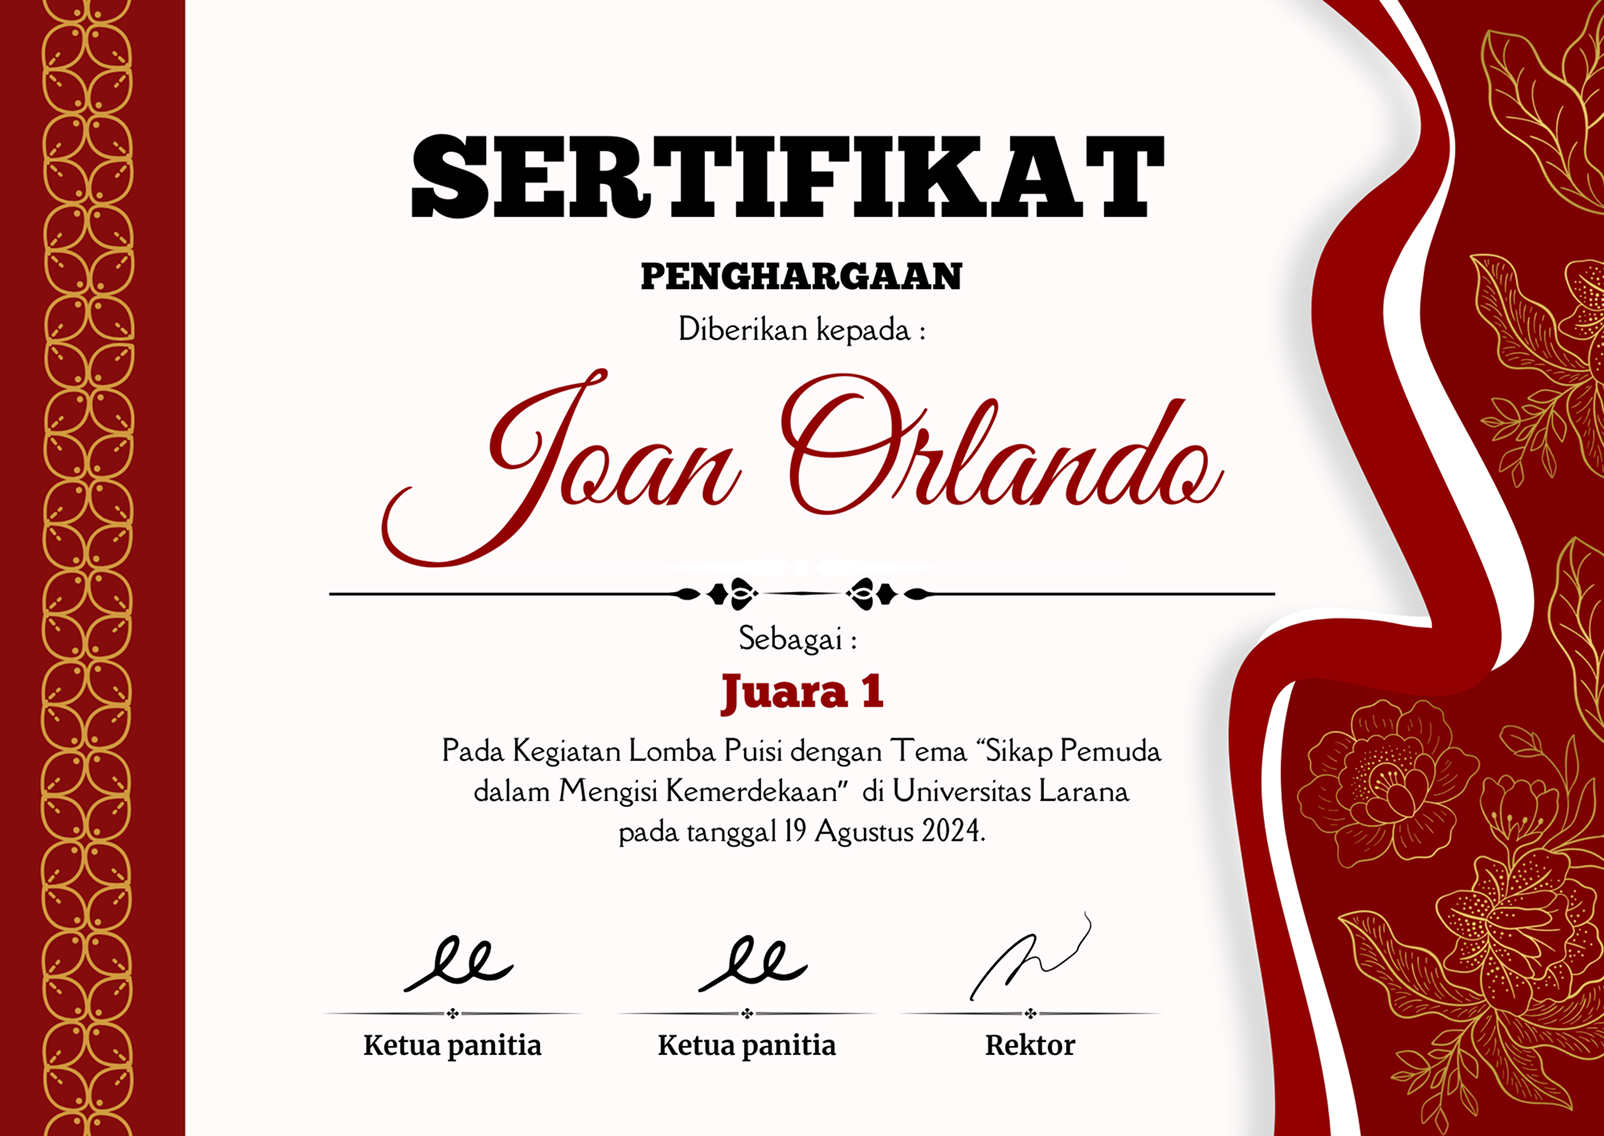 SERTIFIKAT
PENGHARGAAN
Diberikan kepada :
Joan Orlando
Sebagai :
Juara 1
Pada Kegiatan Lomba Puisi dengan Tema “Sikap Pemuda
dalam Mengisi Kemerdekaan” di Universitas Larana
pada tanggal 19 Agustus 2024.
Ketua panitia Ketua panitia Rektor